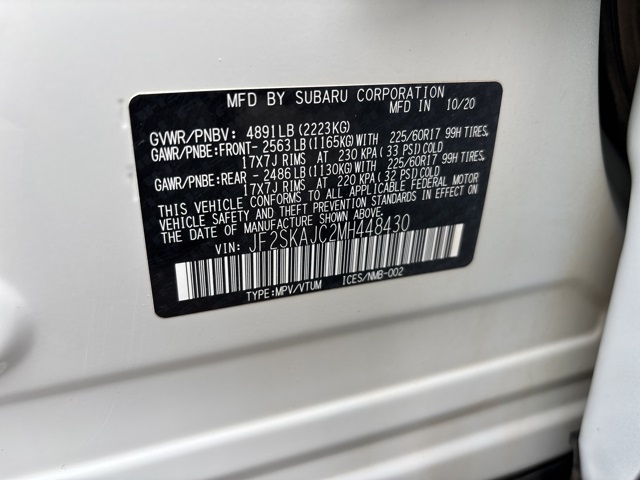 MFD BY SUBARU CORPORATION
MFD IN 10/20
GVWR/PNBV: 4891LB(2223KG)
GAWR/PNBE:FRONT- 2563LB(1165KG)WITH 225/60R17 99H TIRES,
17X7J RIMS AT 230 KPA(33 PSI)COLD
GAWR/PNBE:REAR - 2486LB(1130KG)WITH 225/60R17 99H TIRES,
17X7J RIMS AT 220 KPA(32 PSI)COLD
THIS VEHICLE CONFORMS TO ALL APPLICABLE FEDERAL MOTOR
VEHICLE SAFETY AND THEFT PREVENTION STANDARDS IN EFFECT
ON THE DATE OF MANUFACTURE SHOWN ABOVE.
VIN: JF2SKAJC2MH448430
TYPE:MPV/VTUM ICES/NMB-002